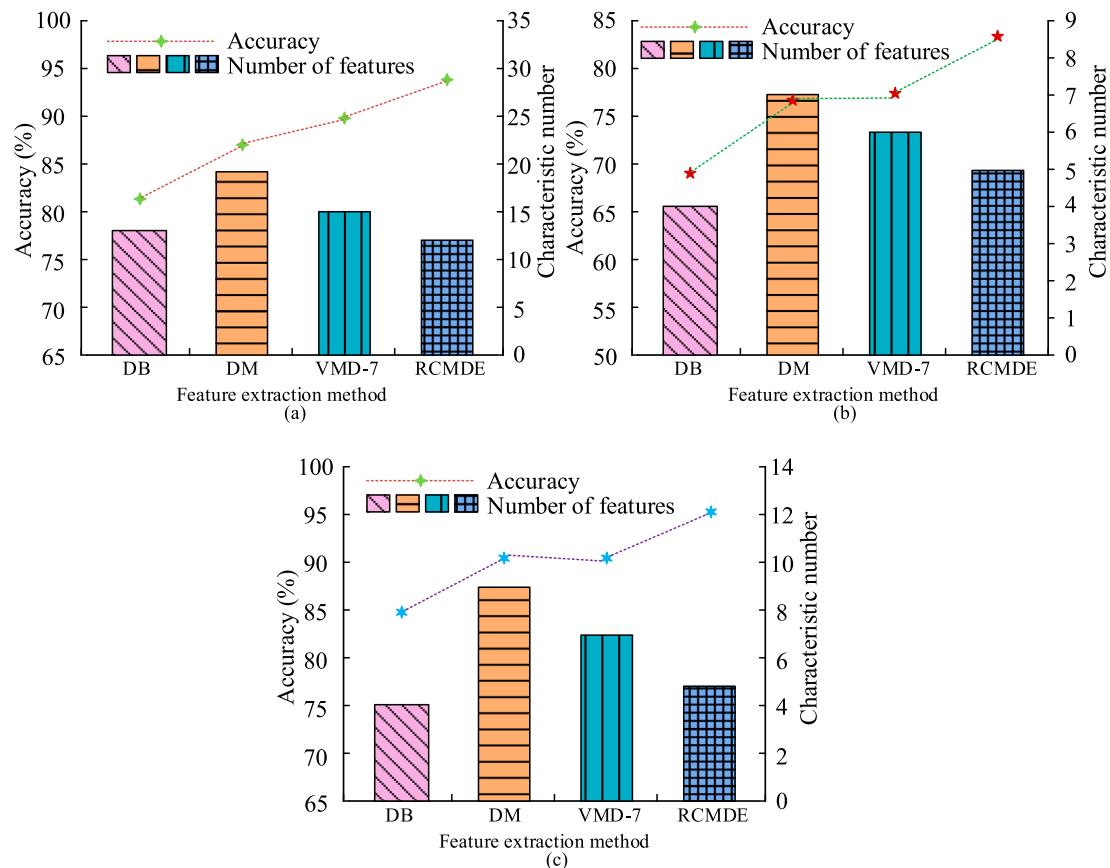 Accuracy
Number of features
Accuracy (%)
100
95
90
85
80
75
70
65
Characteristic number
35
30
25
20
15
10
5
0
DB DM VMD-7 RCMDE
Feature extraction method
(a)
Accuracy
Number of features
Accuracy (%)
85
80
75
70
65
60
55
50
Characteristic number
9
8
7
6
5
4
3
2
1
0
DB DM VMD-7 RCMDE
Feature extraction method
(b)
Accuracy
Number of features
Accuracy (%)
100
95
90
85
80
75
70
65
Characteristic number
14
12
10
8
6
4
2
0
DB DM VMD-7 RCMDE
Feature extraction method
(c)